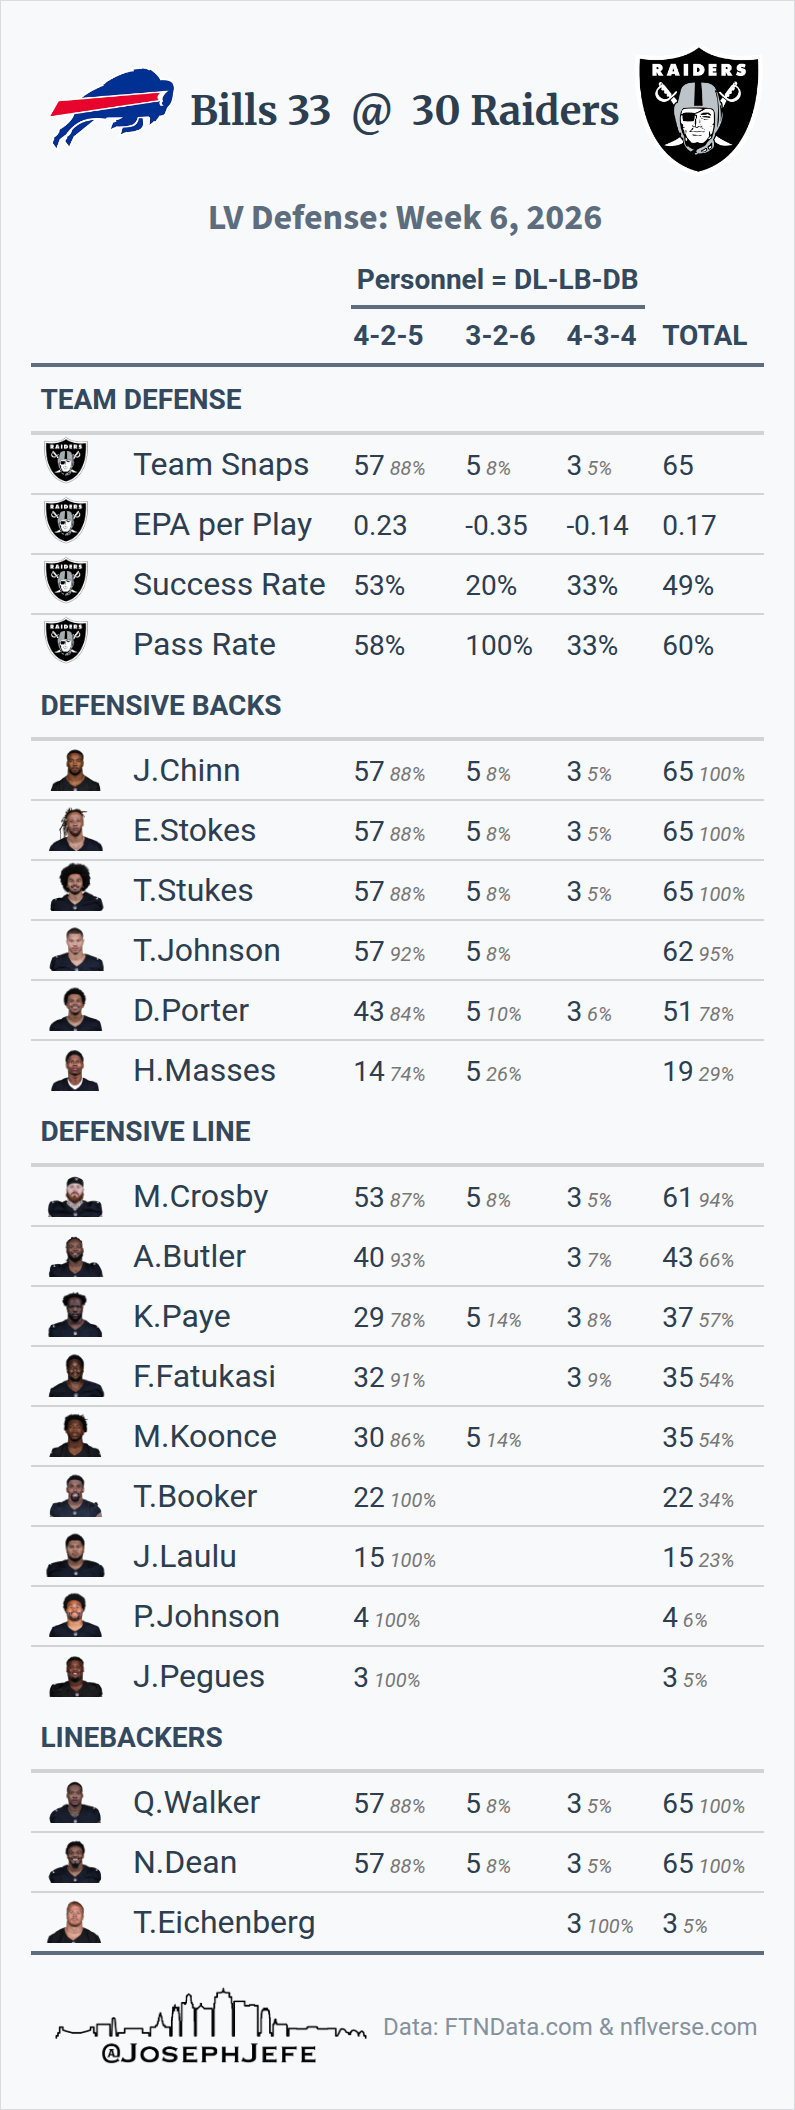 Bills 33 @ 30 Raiders
RAIDERS
LV Defense: Week 6, 2026
Personnel = DL-LB-DB
4-2-5 3-2-6 4-3-4 TOTAL
TEAM DEFENSE
RAIDERS Team Snaps 57 88% 5 8% 3 5% 65
RAIDERS EPA per Play 0.23 -0.35 -0.14 0.17
RAIDERS Success Rate 53% 20% 33% 49%
RAIDERS Pass Rate 58% 100% 33% 60%
DEFENSIVE BACKS
J.Chinn 57 88% 5 8% 3 5% 65 100%
E.Stokes 57 88% 5 8% 3 5% 65 100%
T.Stukes 57 88% 5 8% 3 5% 65 100%
T.Johnson 57 92% 5 8% 62 95%
D.Porter 43 84% 5 10% 3 6% 51 78%
H.Masses 14 74% 5 26% 19 29%
DEFENSIVE LINE
M.Crosby 53 87% 5 8% 3 5% 61 94%
A.Butler 40 93% 3 7% 43 66%
K.Paye 29 78% 5 14% 3 8% 37 57%
F.Fatukasi 32 91% 3 9% 35 54%
M.Koonce 30 86% 5 14% 35 54%
T.Booker 22 100% 22 34%
J.Laulu 15 100% 15 23%
P.Johnson 4 100% 4 6%
J.Pegues 3 100% 3 5%
LINEBACKERS
Q.Walker 57 88% 5 8% 3 5% 65 100%
N.Dean 57 88% 5 8% 3 5% 65 100%
T.Eichenberg 3 100% 3 5%
@JOSEPHJEFE
Data: FTNData.com & nflverse.com